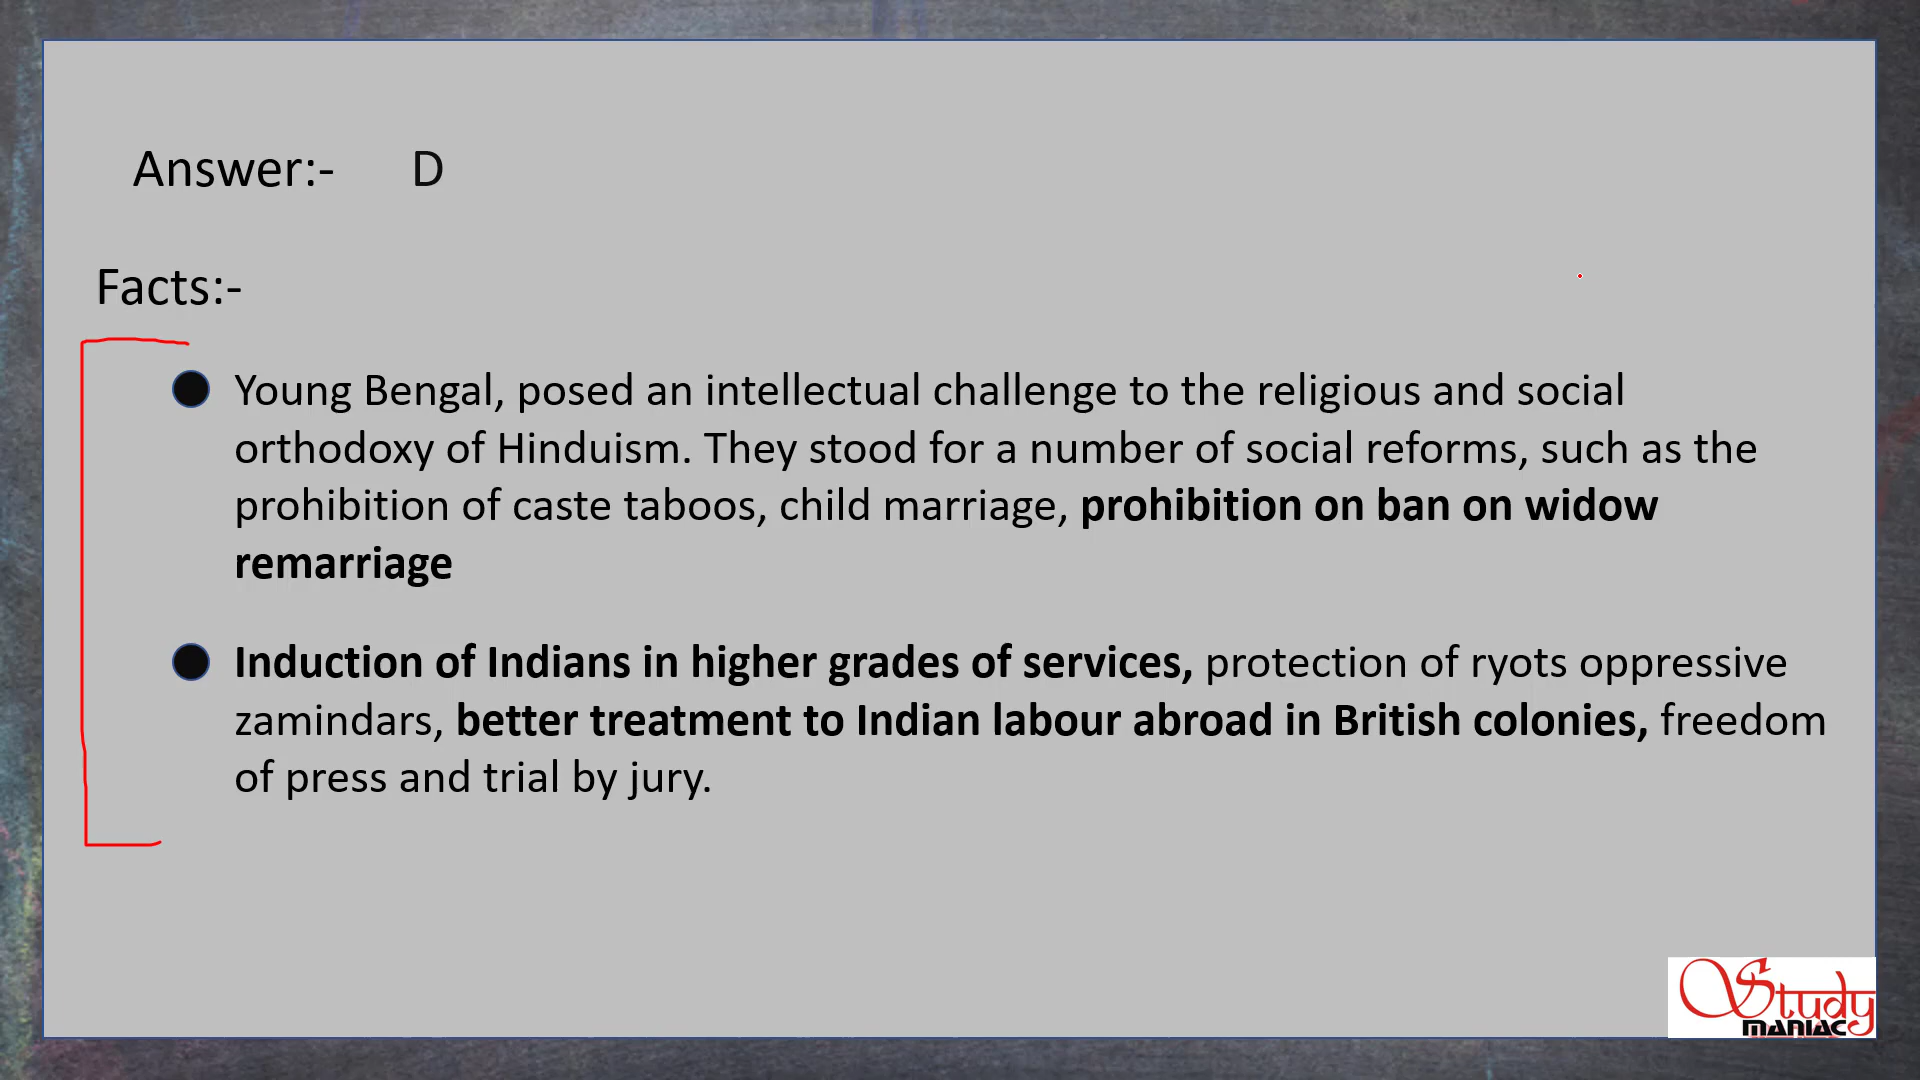 Answer:- D
Facts:-
Young Bengal, posed an intellectual challenge to the religious and social
orthodoxy of Hinduism. They stood for a number of social reforms, such as the
prohibition of caste taboos, child marriage, prohibition on ban on widow
remarriage
Induction of Indians in higher grades of services, protection of ryots oppressive
zamindars, better treatment to Indian labour abroad in British colonies, freedom
of press and trial by jury.
Study
MANIAC